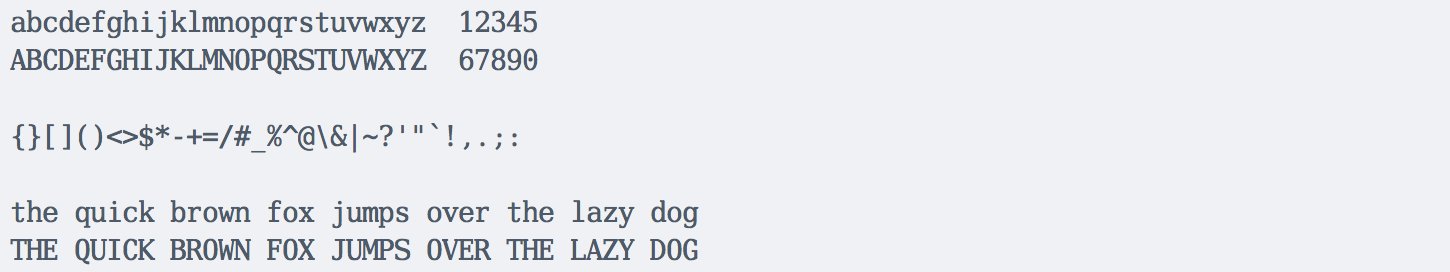 abcdefghijklmnopqrstuvwxyz  12345
ABCDEFGHIJKLMNOPQRSTUVWXYZ  67890
{}[]()<>$*-+=/#_%^@\&|~?'"`!,.;:
the quick brown fox jumps over the lazy dog
THE QUICK BROWN FOX JUMPS OVER THE LAZY DOG